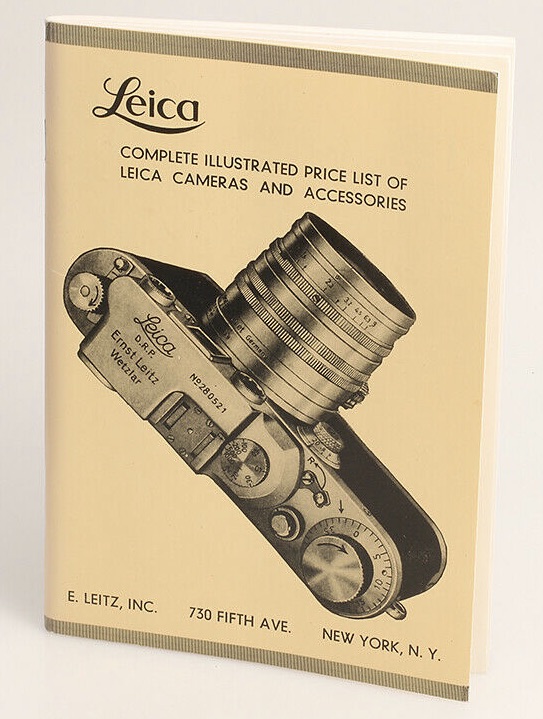 Leica
COMPLETE ILLUSTRATED PRICE LIST OF
LEICA CAMERAS AND ACCESSORIES
Leica
D.R.P.
Ernst Leitz
Wetzlar
No 280521
Germany
R
E. LEITZ, INC. 730 FIFTH AVE. NEW YORK, N. Y.